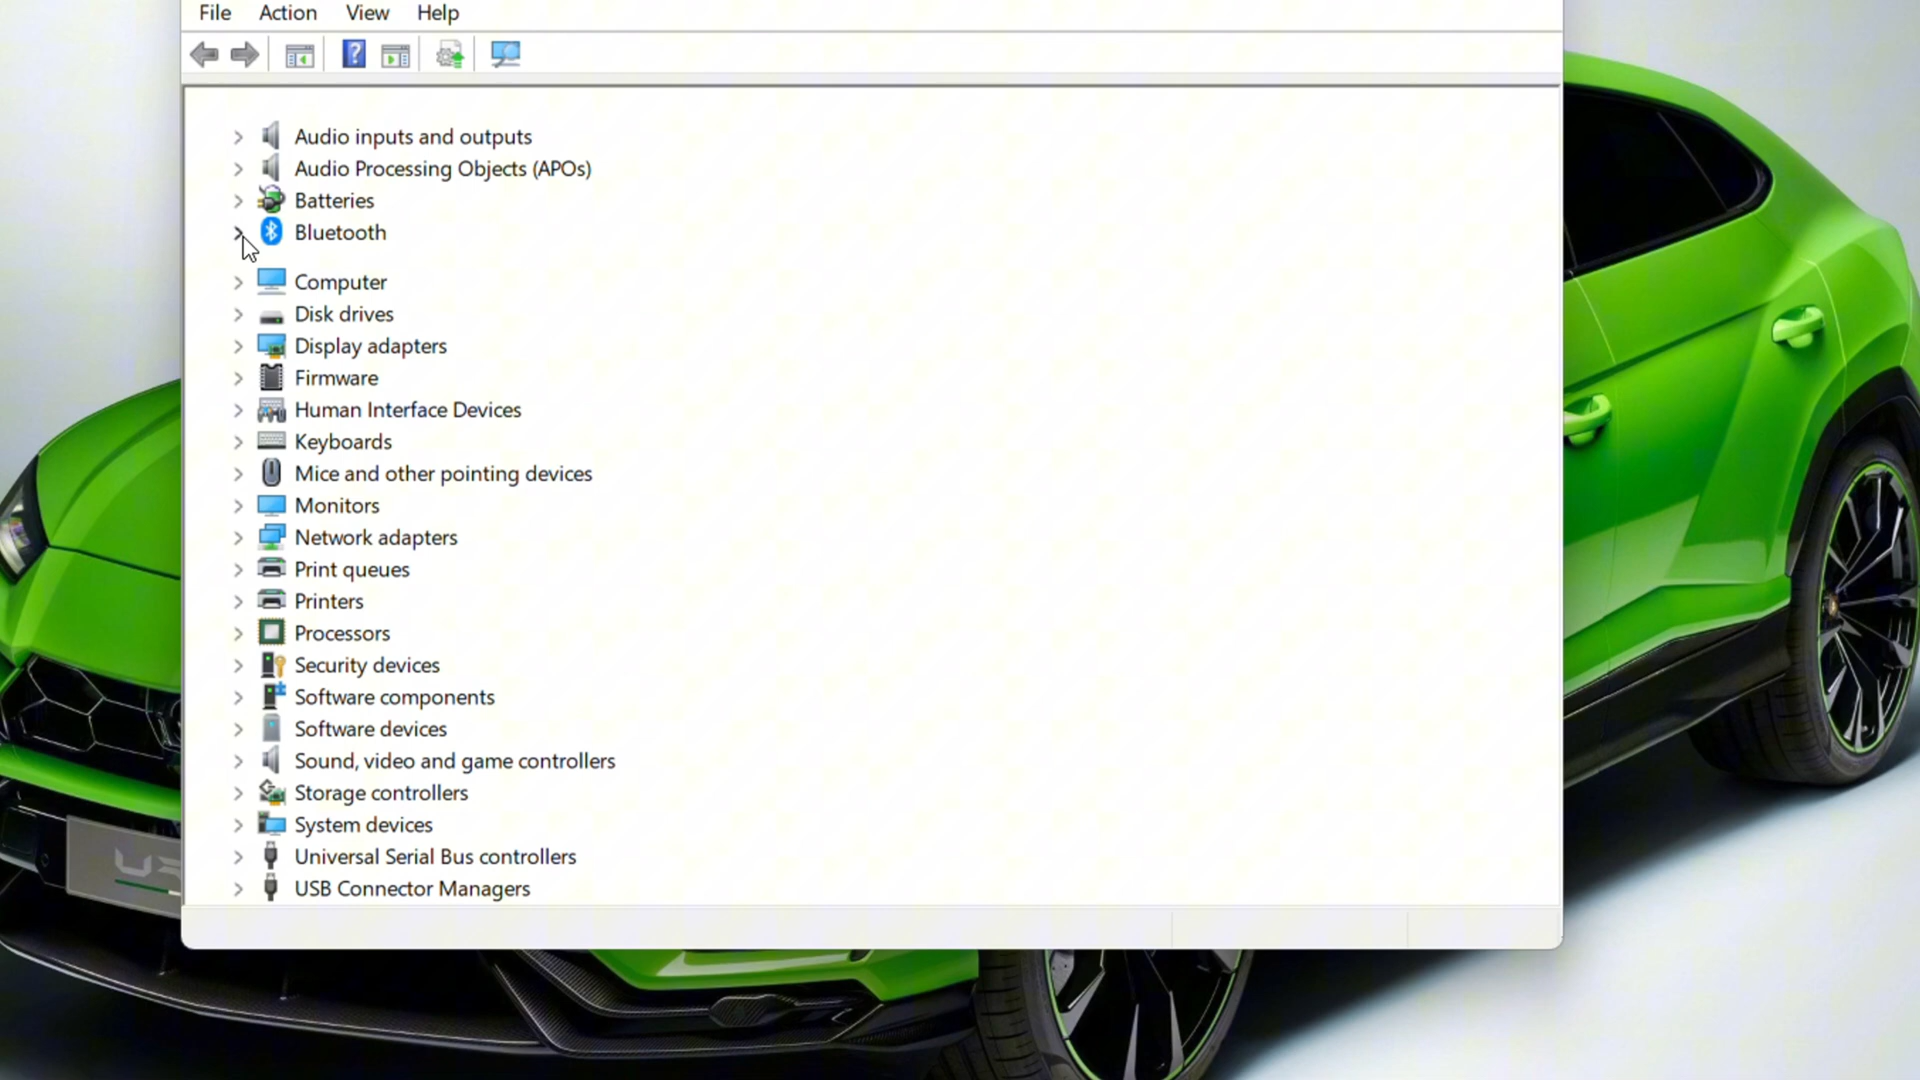 File Action View Help
Audio inputs and outputs
Audio Processing Objects (APOs)
Batteries
Bluetooth
Computer
Disk drives
Display adapters
Firmware
Human Interface Devices
Keyboards
Mice and other pointing devices
Monitors
Network adapters
Print queues
Printers
Processors
Security devices
Software components
Software devices
Sound, video and game controllers
Storage controllers
System devices
Universal Serial Bus controllers
USB Connector Managers